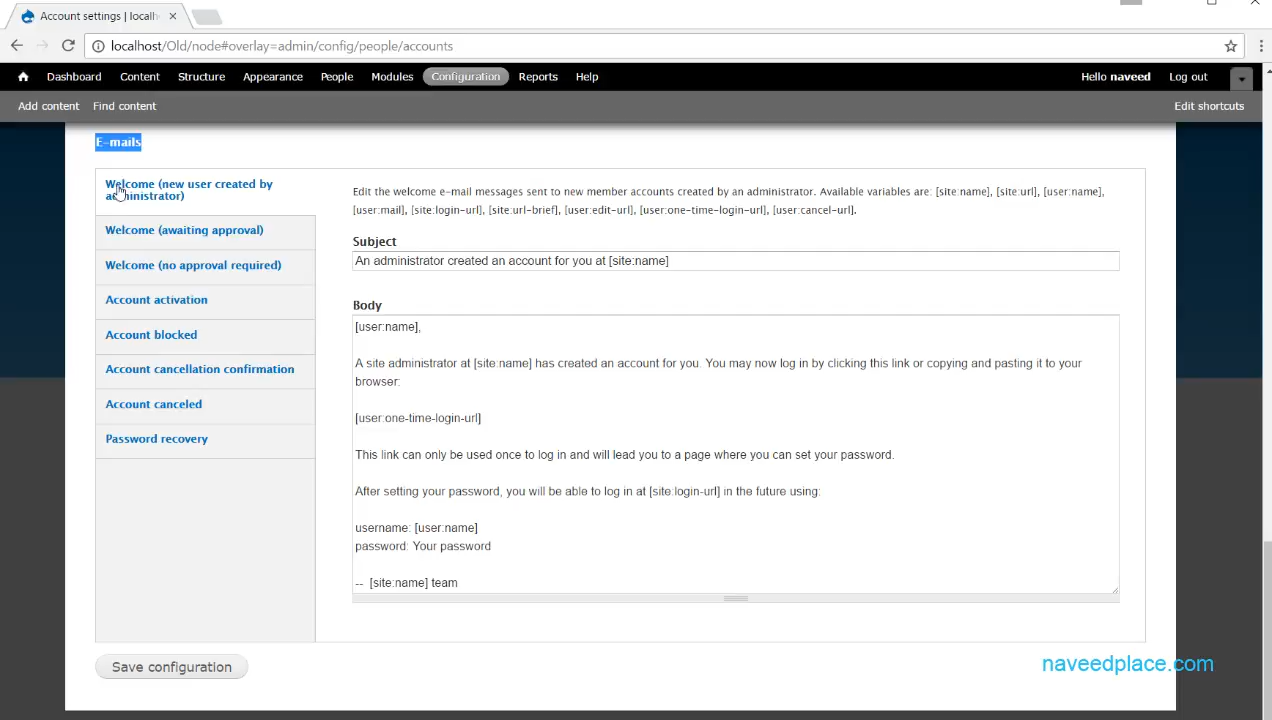 Account settings | localh
localhost/Old/node#overlay=admin/config/people/accounts
Dashboard Content Structure Appearance People Modules Configuration Reports Help Hello naveed Log out
Add content Find content Edit shortcuts
E-mails
Welcome (new user created by
administrator)
Welcome (awaiting approval)
Welcome (no approval required)
Account activation
Account blocked
Account cancellation confirmation
Account canceled
Password recovery
Edit the welcome e-mail messages sent to new member accounts created by an administrator. Available variables are: [site:name], [site:url], [user:name],
[user:mail], [site:login-url], [site:url-brief], [user:edit-url], [user:one-time-login-url], [user:cancel-url].
Subject
An administrator created an account for you at [site:name]
Body
[user:name],
A site administrator at [site:name] has created an account for you. You may now log in by clicking this link or copying and pasting it to your
browser:
[user:one-time-login-url]
This link can only be used once to log in and will lead you to a page where you can set your password.
After setting your password, you will be able to log in at [site:login-url] in the future using:
username: [user:name]
password: Your password
-- [site:name] team
Save configuration
naveedplace.com